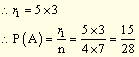 ∴ r₁ = 5 × 3
∴ P(A) = r₁/n = (5 × 3)/(4 × 7) = 15/28